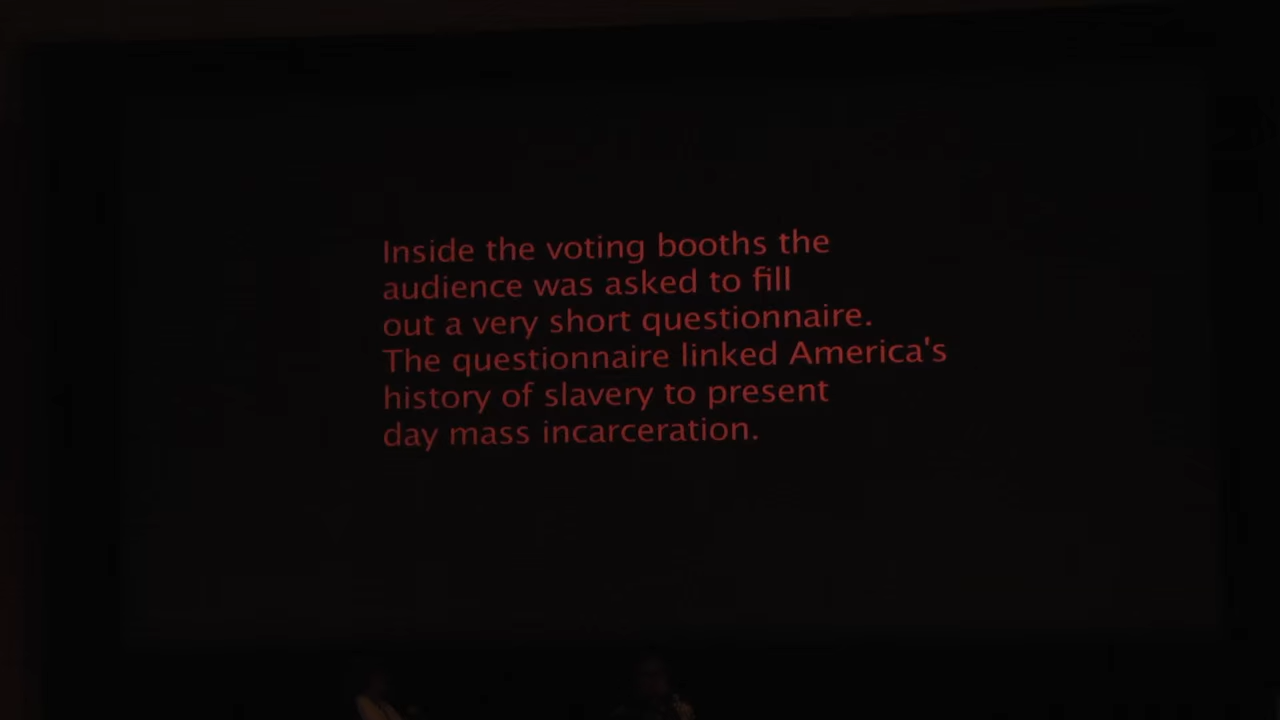 Inside the voting booths the
audience was asked to fill
out a very short questionnaire.
The questionnaire linked America's
history of slavery to present
day mass incarceration.